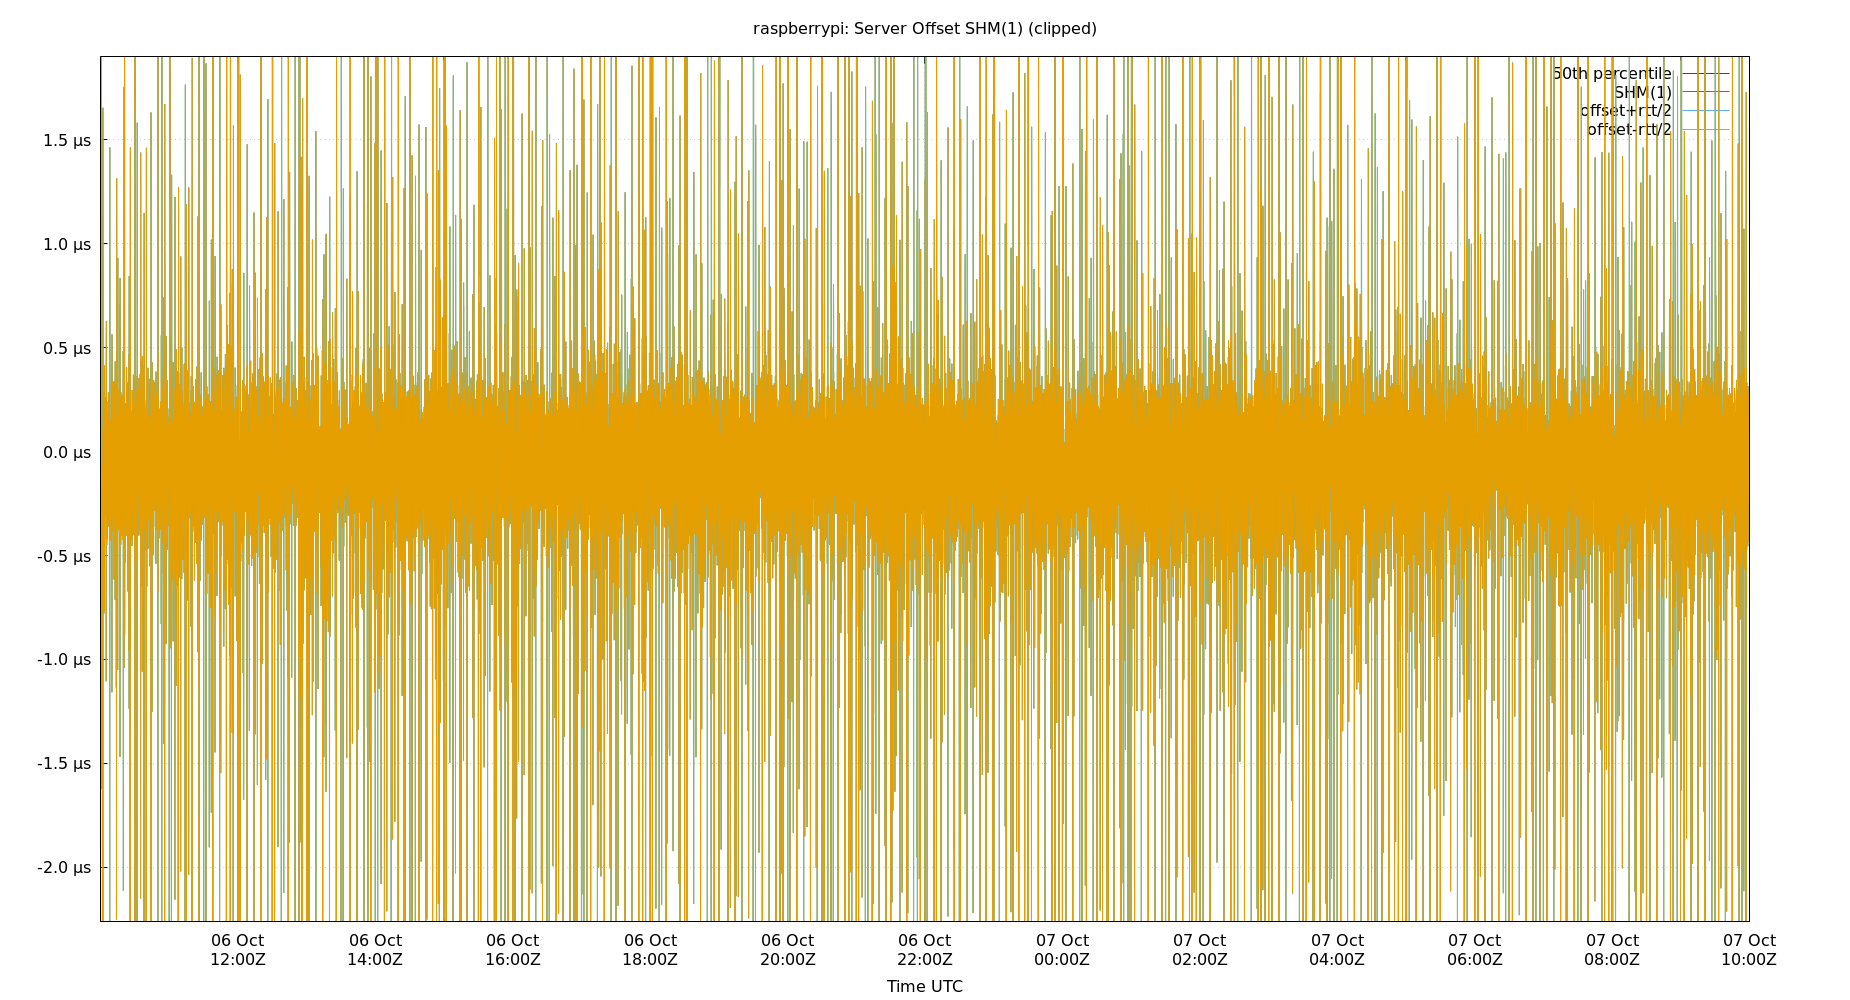 raspberrypi: Server Offset SHM(1) (clipped)
50th percentile
SHM(1)
offset+rtt/2
offset-rtt/2
1.5 µs
1.0 µs
0.5 µs
0.0 µs
-0.5 µs
-1.0 µs
-1.5 µs
-2.0 µs
06 Oct 06 Oct 06 Oct 06 Oct 06 Oct 06 Oct 07 Oct 07 Oct 07 Oct 07 Oct 07 Oct 07 Oct
12:00Z 14:00Z 16:00Z 18:00Z 20:00Z 22:00Z 00:00Z 02:00Z 04:00Z 06:00Z 08:00Z 10:00Z
Time UTC